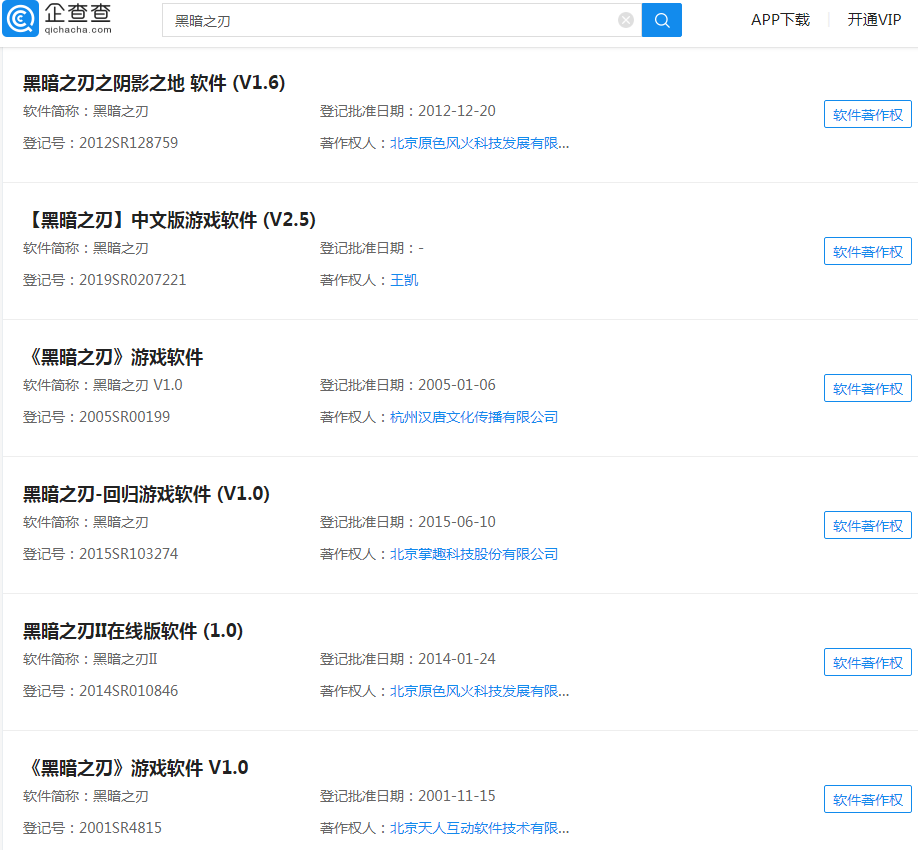 企查查
qichacha.com
黑暗之刃
APP下载
开通VIP
黑暗之刃之阴影之地 软件 (V1.6)
软件简称：黑暗之刃
登记批准日期：2012-12-20
软件著作权
登记号：2012SR128759
著作权人：北京原色风火科技发展有限...
【黑暗之刃】中文版游戏软件 (V2.5)
软件简称：黑暗之刃
登记批准日期：-
软件著作权
登记号：2019SR0207221
著作权人：王凯
《黑暗之刃》游戏软件
软件简称：黑暗之刃 V1.0
登记批准日期：2005-01-06
软件著作权
登记号：2005SR00199
著作权人：杭州汉唐文化传播有限公司
黑暗之刃-回归游戏软件 (V1.0)
软件简称：黑暗之刃
登记批准日期：2015-06-10
软件著作权
登记号：2015SR103274
著作权人：北京掌趣科技股份有限公司
黑暗之刃II在线版软件 (1.0)
软件简称：黑暗之刃II
登记批准日期：2014-01-24
软件著作权
登记号：2014SR010846
著作权人：北京原色风火科技发展有限...
《黑暗之刃》游戏软件 V1.0
软件简称：黑暗之刃
登记批准日期：2001-11-15
软件著作权
登记号：2001SR4815
著作权人：北京天人互动软件技术有限...